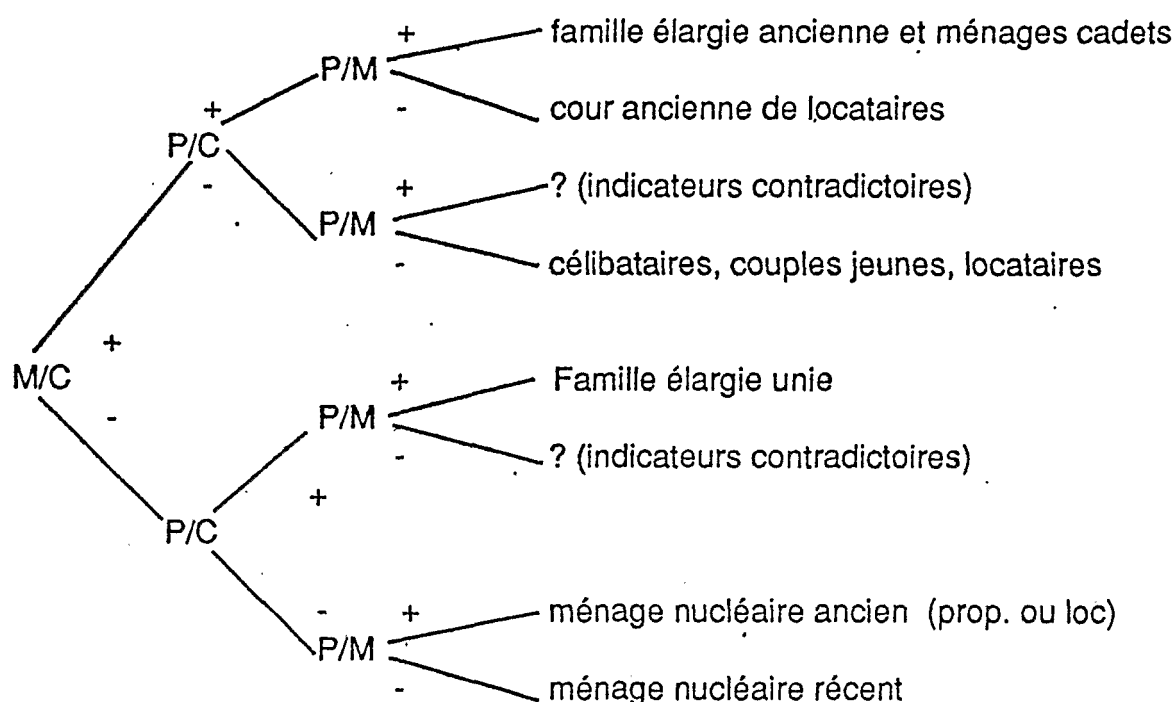 + famille élargie ancienne et ménages cadets
P/M
+ - cour ancienne de locataires
P/C
- + ? (indicateurs contradictoires)
P/M
- célibataires, couples jeunes, locataires
+
M/C + Famille élargie unie
- P/M
- ? (indicateurs contradictoires)
+
P/C
- + ménage nucléaire ancien (prop. ou loc)
P/M
- ménage nucléaire récent